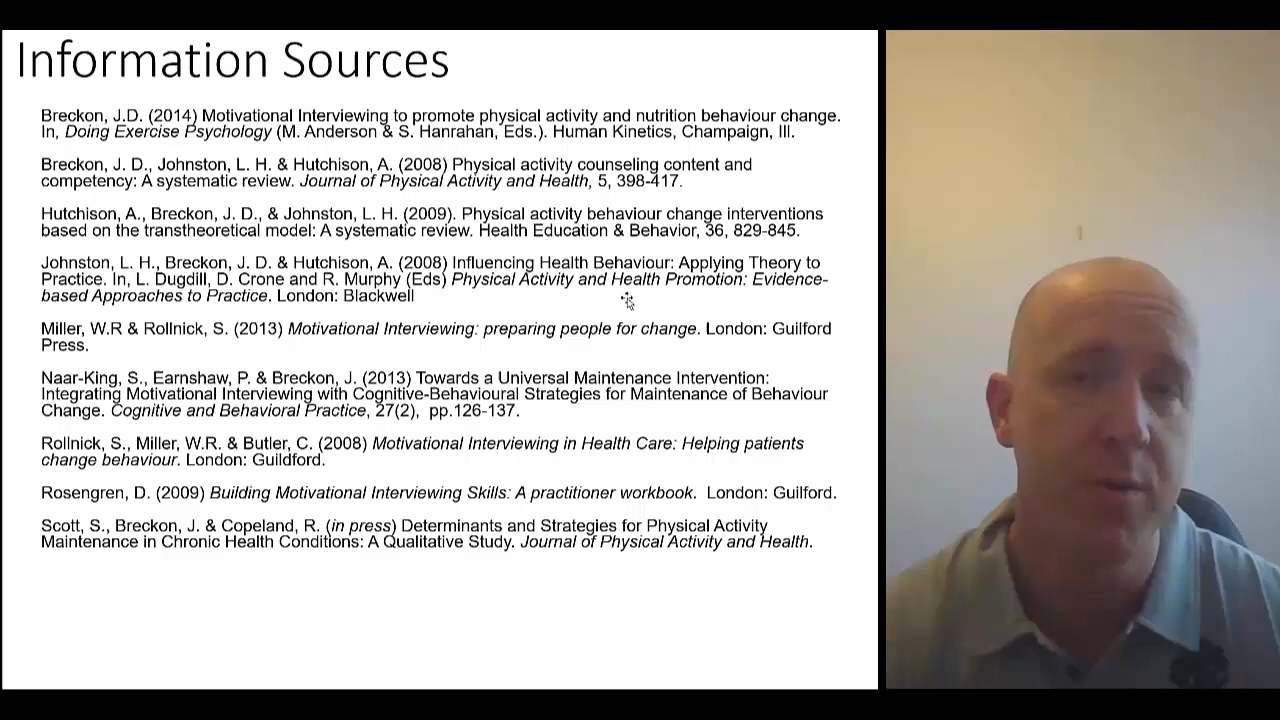 Information Sources
Breckon, J.D. (2014) Motivational Interviewing to promote physical activity and nutrition behaviour change.
In, Doing Exercise Psychology (M. Anderson & S. Hanrahan, Eds.). Human Kinetics, Champaign, Ill.
Breckon, J. D., Johnston, L. H. & Hutchison, A. (2008) Physical activity counseling content and
competency: A systematic review. Journal of Physical Activity and Health, 5, 398-417.
Hutchison, A., Breckon, J. D., & Johnston, L. H. (2009). Physical activity behaviour change interventions
based on the transtheoretical model: A systematic review. Health Education & Behavior, 36, 829-845.
Johnston, L. H., Breckon, J. D. & Hutchison, A. (2008) Influencing Health Behaviour: Applying Theory to
Practice. In, L. Dugdill, D. Crone and R. Murphy (Eds) Physical Activity and Health Promotion: Evidence-
based Approaches to Practice. London: Blackwell
Miller, W.R & Rollnick, S. (2013) Motivational Interviewing: preparing people for change. London: Guilford
Press.
Naar-King, S., Earnshaw, P. & Breckon, J. (2013) Towards a Universal Maintenance Intervention:
Integrating Motivational Interviewing with Cognitive-Behavioural Strategies for Maintenance of Behaviour
Change. Cognitive and Behavioral Practice, 27(2), pp.126-137.
Rollnick, S., Miller, W.R. & Butler, C. (2008) Motivational Interviewing in Health Care: Helping patients
change behaviour. London: Guildford.
Rosengren, D. (2009) Building Motivational Interviewing Skills: A practitioner workbook. London: Guilford.
Scott, S., Breckon, J. & Copeland, R. (in press) Determinants and Strategies for Physical Activity
Maintenance in Chronic Health Conditions: A Qualitative Study. Journal of Physical Activity and Health.